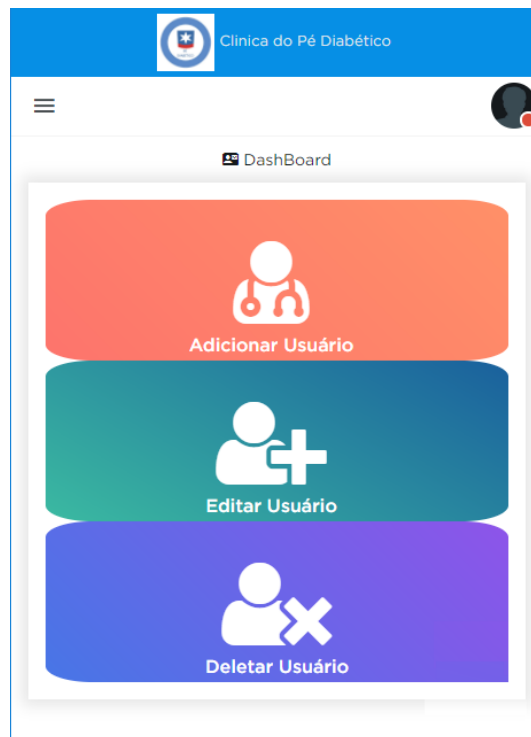 Clinica do Pé Diabético
DashBoard
Adicionar Usuário
Editar Usuário
Deletar Usuário